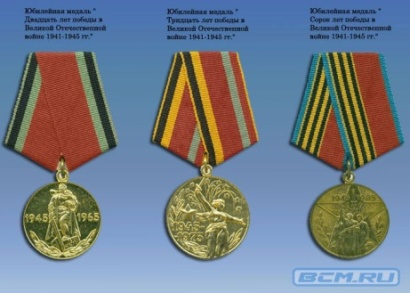 Юбилейная медаль "
Двадцать лет победы в
Великой Отечественной
войне 1941-1945 гг."
Юбилейная медаль "
Тридцать лет победы в
Великой Отечественной
войне 1941-1945 гг."
Юбилейная медаль "
Сорок лет победы в
Великой Отечественной
войне 1941-1945 гг."
1945 1965
1945
BCM.RU